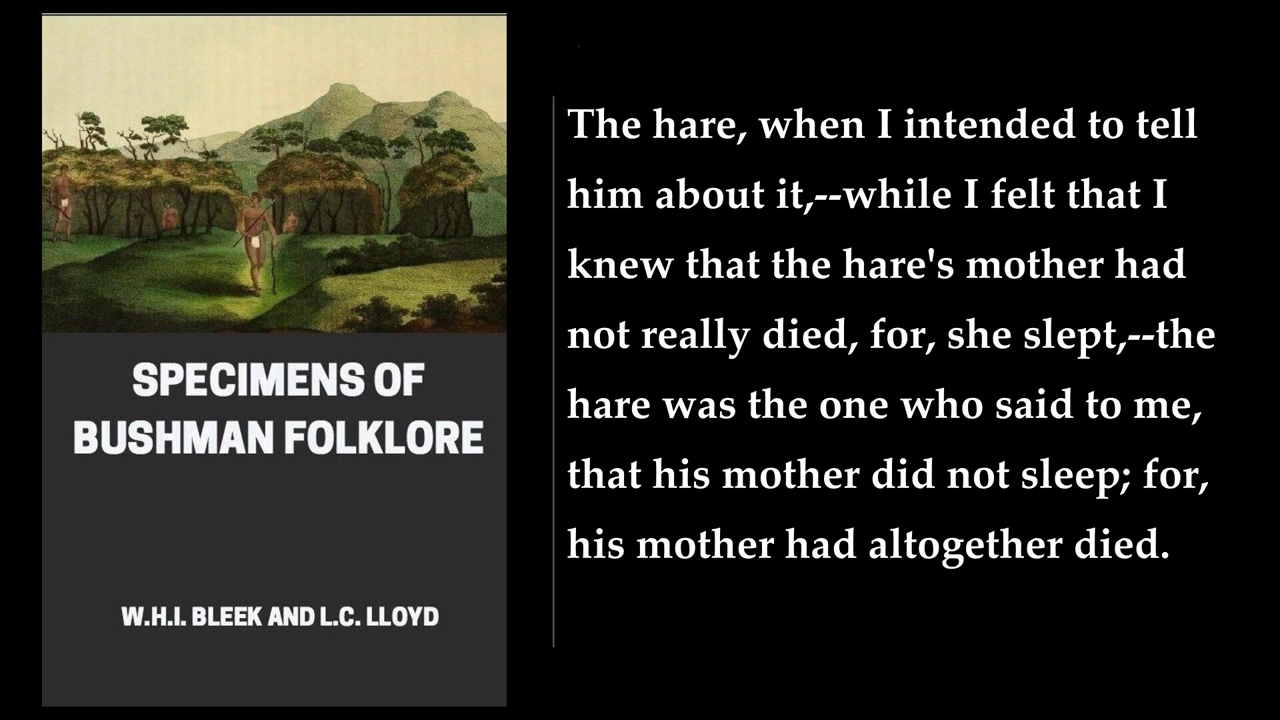 SPECIMENS OF
BUSHMAN FOLKLORE
W.H.I. BLEEK AND L.C. LLOYD
The hare, when I intended to tell
him about it,--while I felt that I
knew that the hare's mother had
not really died, for, she slept,--the
hare was the one who said to me,
that his mother did not sleep; for,
his mother had altogether died.